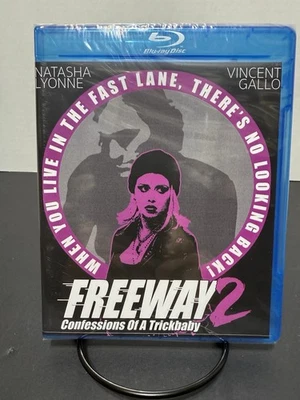 Blu-ray Disc
NATASHA
LYONNE
VINCENT
GALLO
WHEN YOU LIVE IN THE FAST LANE, THERE'S NO LOOKING BACK!
FREEWAY 2
Confessions Of A Trickbaby